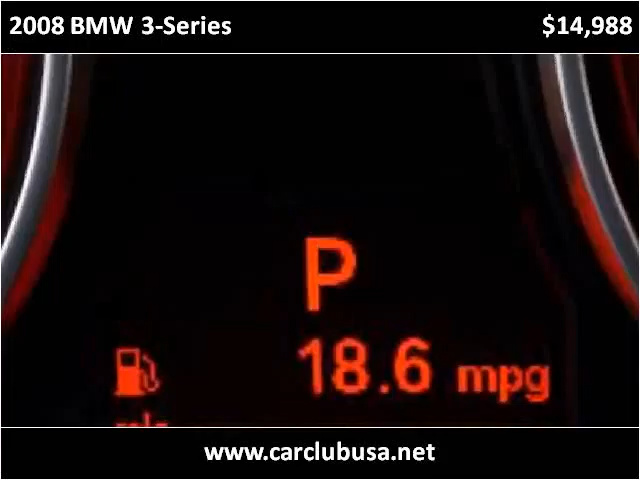 2008 BMW 3-Series $14,988
P
18.6 mpg
www.carclubusa.net